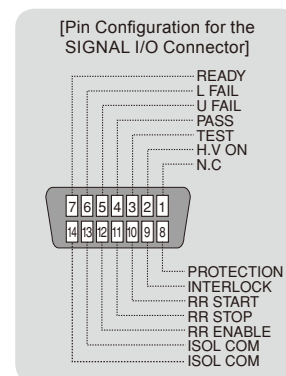 [Pin Configuration for the
SIGNAL I/O Connector]
READY
L FAIL
U FAIL
PASS
TEST
H.V ON
N.C
7 6 5 4 3 2 1
14 13 12 11 10 9 8
PROTECTION
INTERLOCK
RR START
RR STOP
RR ENABLE
ISOL COM
ISOL COM